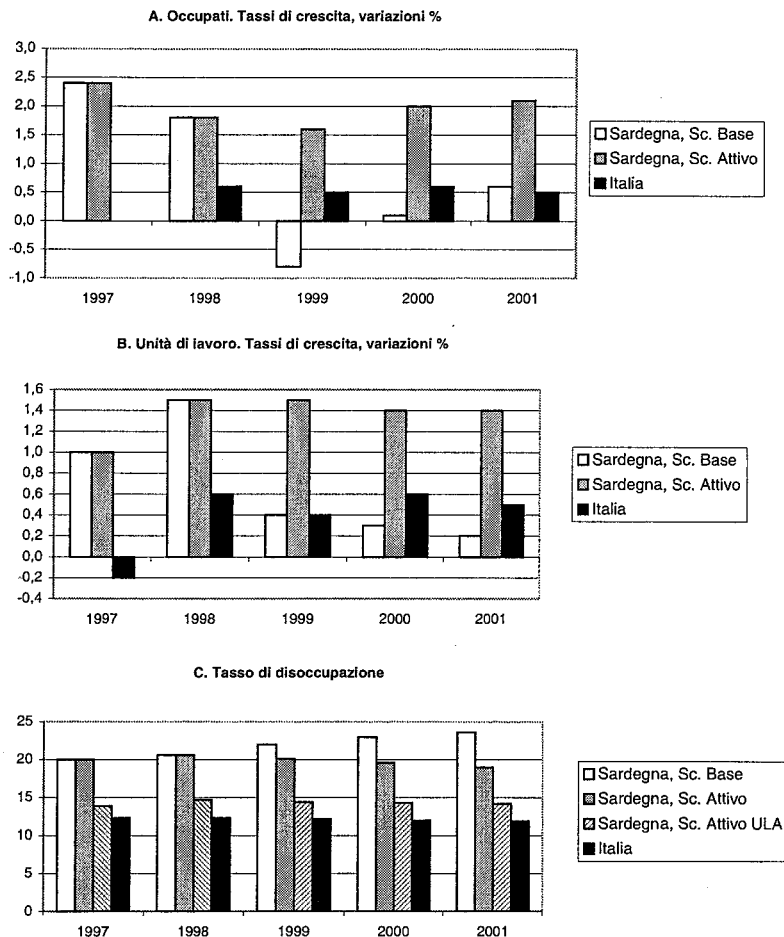 A. Occupati. Tassi di crescita, variazioni %
3,0
2,5
2,0
1,5
1,0
0,5
0,0
-0,5
-1,0
1997 1998 1999 2000 2001
Sardegna, Sc. Base
Sardegna, Sc. Attivo
Italia
B. Unità di lavoro. Tassi di crescita, variazioni %
1,6
1,4
1,2
1,0
0,8
0,6
0,4
0,2
0,0
-0,2
-0,4
1997 1998 1999 2000 2001
Sardegna, Sc. Base
Sardegna, Sc. Attivo
Italia
C. Tasso di disoccupazione
25
20
15
10
5
0
1997 1998 1999 2000 2001
Sardegna, Sc. Base
Sardegna, Sc. Attivo
Sardegna, Sc. Attivo ULA
Italia